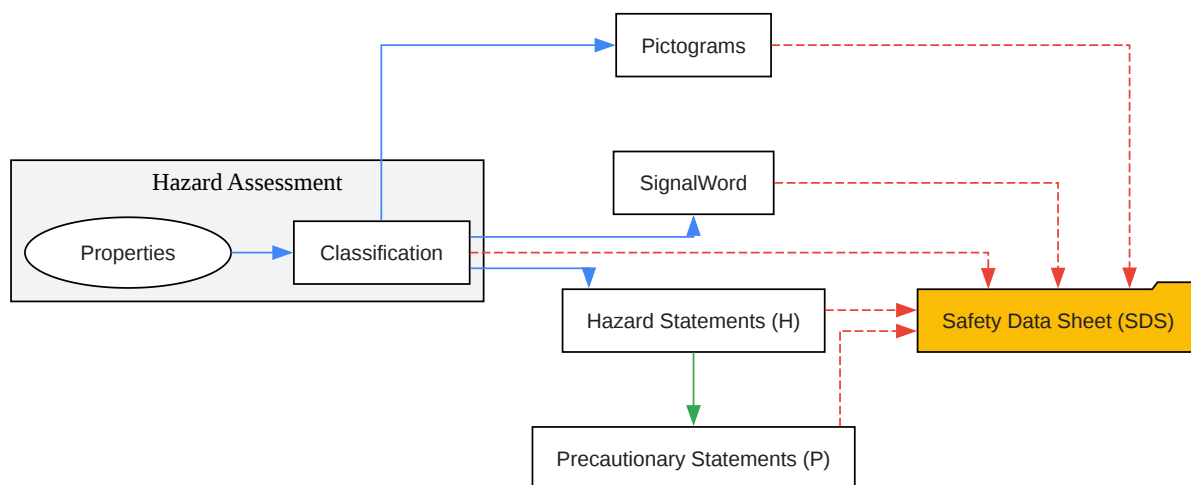 Pictograms
Hazard Assessment
SignalWord
Properties
Classification
Hazard Statements (H)
Safety Data Sheet (SDS)
Precautionary Statements (P)